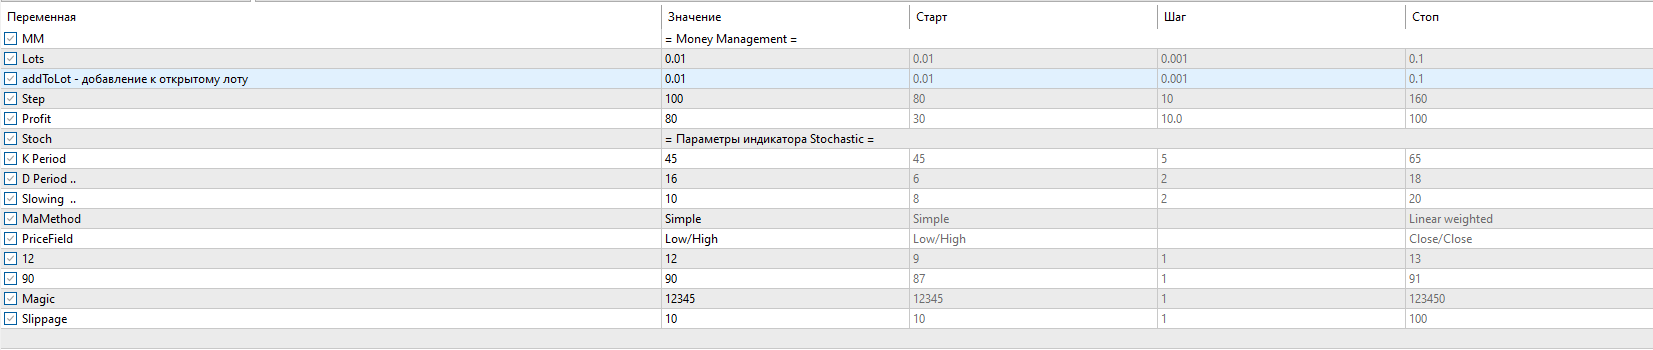 Переменная Значение Старт Шаг Стоп
MM = Money Management =
Lots 0.01 0.01 0.001 0.1
addToLot - добавление к открытому лоту 0.01 0.01 0.001 0.1
Step 100 80 10 160
Profit 80 30 10.0 100
Stoch = Параметры индикатора Stochastic =
K Period 45 45 5 65
D Period .. 16 6 2 18
Slowing .. 10 8 2 20
MaMethod Simple Simple Linear weighted
PriceField Low/High Low/High Close/Close
12 12 9 1 13
90 90 87 1 91
Magic 12345 12345 1 123450
Slippage 10 10 1 100